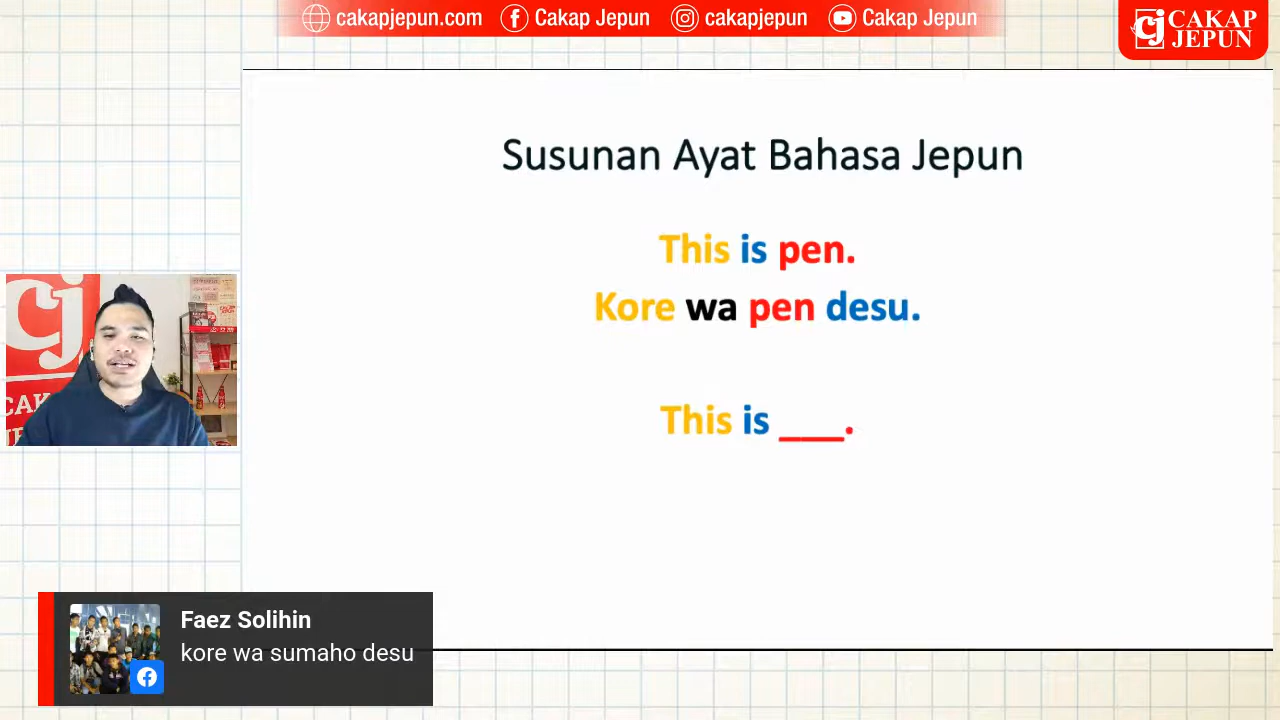 cakapjepun.com Cakap Jepun cakapjepun Cakap Jepun
CAKAP
JEPUN
Susunan Ayat Bahasa Jepun
This is pen.
Kore wa pen desu.
This is ___.
Faez Solihin
kore wa sumaho desu